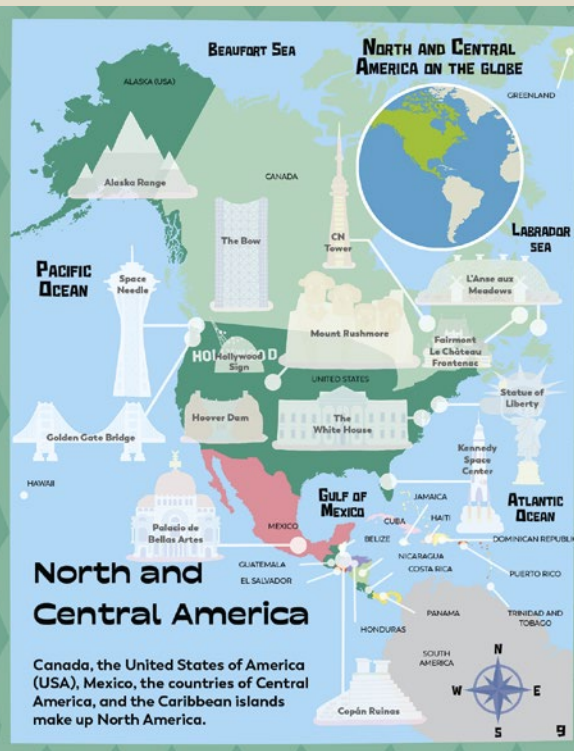 BEAUFORT SEA
NORTH AND CENTRAL
AMERICA ON THE GLOBE
ALASKA (USA)
GREENLAND
Alaska Range
CANADA
The Bow
CN
Tower
LABRADOR
SEA
PACIFIC
OCEAN
Space
Needle
L'Anse aux
Meadows
Mount Rushmore
Fairmont
Le Château
Frontenac
Hollywood
Sign
UNITED STATES
Statue of
Liberty
Hoover Dam
The
White House
Golden Gate Bridge
Kennedy
Space
Center
HAWAII
GULF OF
MEXICO
JAMAICA
ATLANTIC
OCEAN
Palacio de
Bellas Artes
MEXICO
CUBA
HAITI
BELIZE
DOMINICAN REPUBLIC
NICARAGUA
GUATEMALA
COSTA RICA
EL SALVADOR
PUERTO RICO
North and
Central America
PANAMA
TRINIDAD AND
TOBAGO
HONDURAS
SOUTH
AMERICA
N
W
E
S
Canada, the United States of America
(USA), Mexico, the countries of Central
America, and the Caribbean islands
make up North America.
Copán Ruinas
9